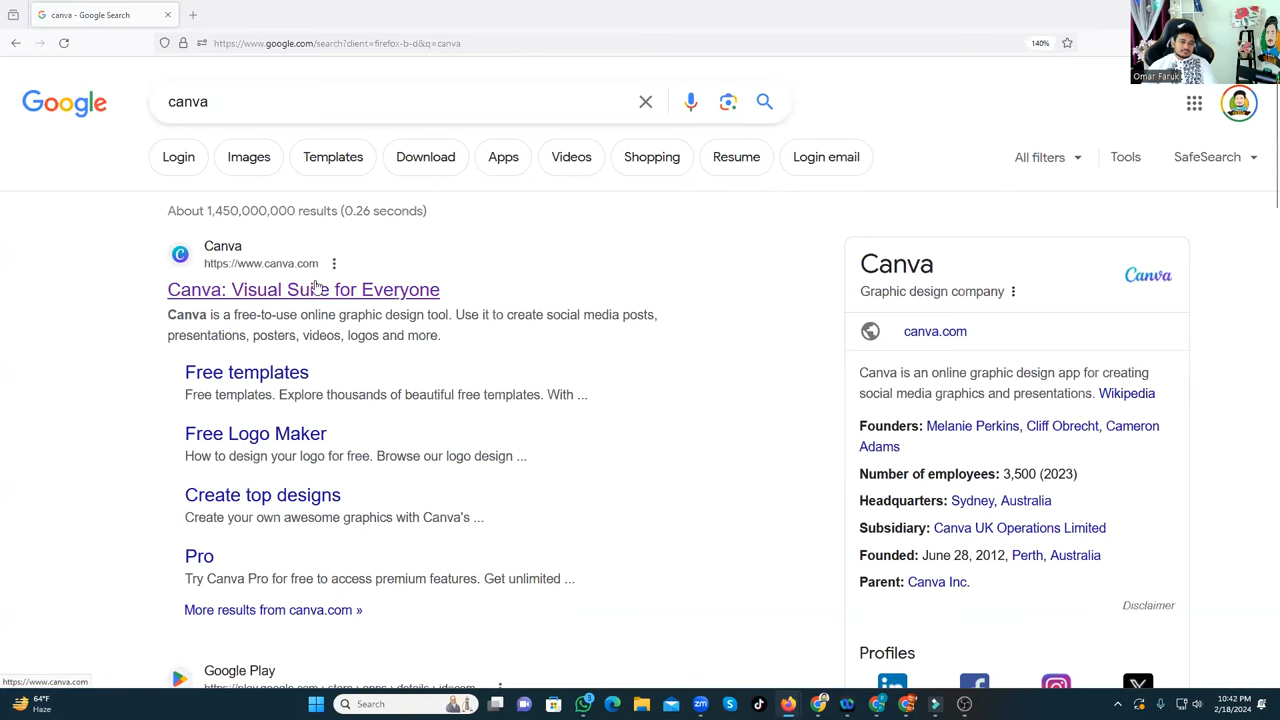 canva - Google Search
https://www.google.com/search?client=firefox-b-d&q=canva
140%
Omar Faruk
Google
canva
Login
Images
Templates
Download
Apps
Videos
Shopping
Resume
Login email
All filters
Tools
SafeSearch
About 1,450,000,000 results (0.26 seconds)
Canva
https://www.canva.com
Canva: Visual Suite for Everyone
Canva is a free-to-use online graphic design tool. Use it to create social media posts,
presentations, posters, videos, logos and more.
Free templates
Free templates. Explore thousands of beautiful free templates. With ...
Free Logo Maker
How to design your logo for free. Browse our logo design ...
Create top designs
Create your own awesome graphics with Canva's ...
Pro
Try Canva Pro for free to access premium features. Get unlimited ...
More results from canva.com »
Google Play
Canva
Graphic design company
Canva
canva.com
Canva is an online graphic design app for creating
social media graphics and presentations. Wikipedia
Founders: Melanie Perkins, Cliff Obrecht, Cameron
Adams
Number of employees: 3,500 (2023)
Headquarters: Sydney, Australia
Subsidiary: Canva UK Operations Limited
Founded: June 28, 2012, Perth, Australia
Parent: Canva Inc.
Disclaimer
Profiles
https://www.canva.com
64°F
Haze
Search
10:42 PM
2/18/2024